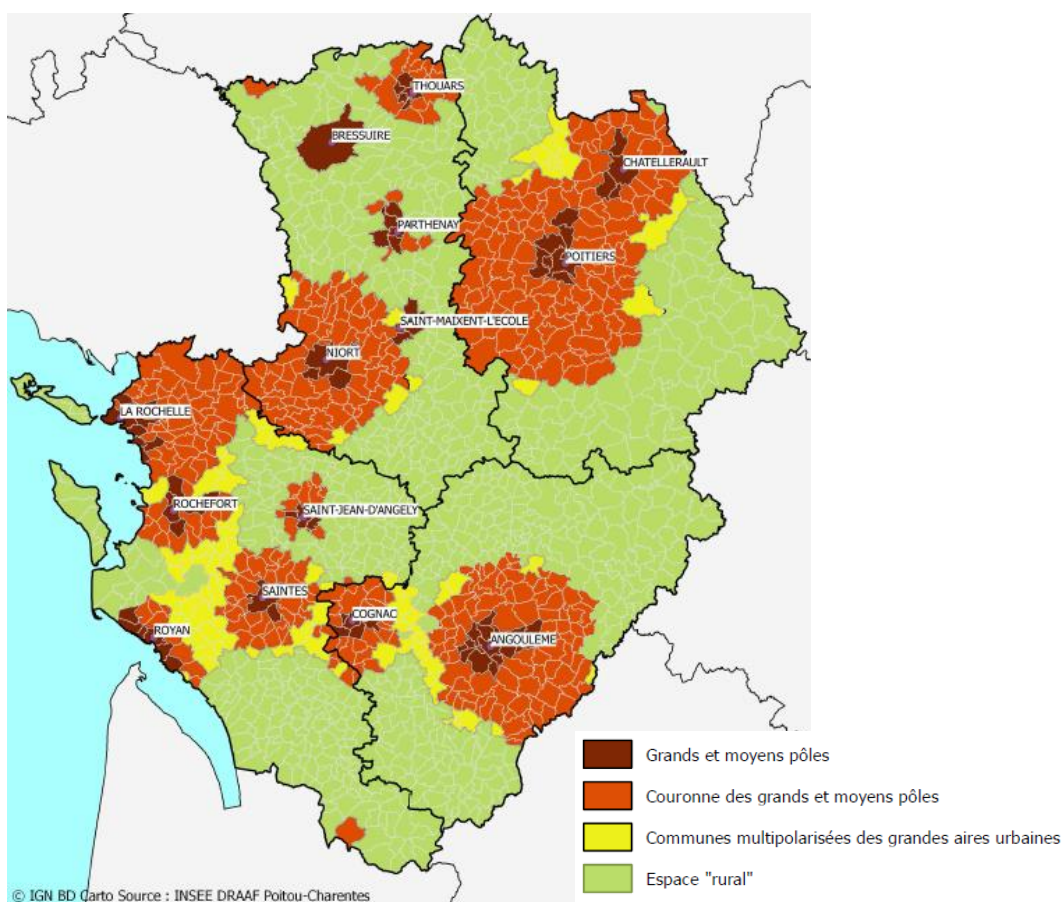 THOUARS
BRESSUIRE
CHATELLERAULT
PARTHENAY
POITIERS
SAINT-MAIXENT-L'ECOLE
NIORT
LA ROCHELLE
ROCHEFORT
SAINT-JEAN-D'ANGELY
SAINTES
COGNAC
ROYAN
ANGOULEME
Grands et moyens pôles
Couronne des grands et moyens pôles
Communes multipolarisées des grandes aires urbaines
Espace "rural"
© IGN BD Carto Source : INSEE DRAAF Poitou-Charentes